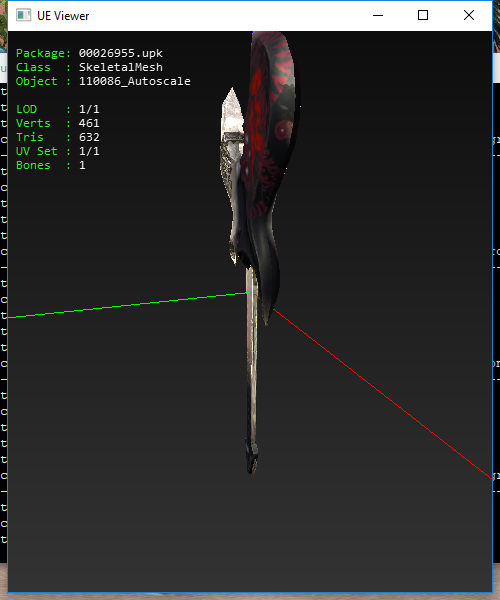 UE Viewer
Package: 00026955.upk
Class : SkeletalMesh
Object : 110086_Autoscale
LOD : 1/1
Verts : 461
Tris : 632
UV Set : 1/1
Bones : 1